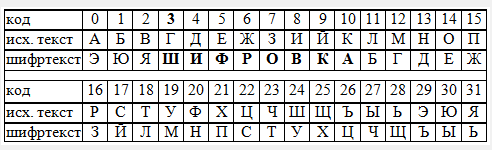 код 0 1 2 3 4 5 6 7 8 9 10 11 12 13 14 15
исх. текст А Б В Г Д Е Ж З И Й К Л М Н О П
шифртекст Э Ю Я Ш И Ф Р О В К А Б Г Д Е Ж
код 16 17 18 19 20 21 22 23 24 25 26 27 28 29 30 31
исх. текст Р С Т У Ф Х Ц Ч Ш Щ Ъ Ы Ь Э Ю Я
шифртекст З Й Л М Н П С Т У Х Ц Ч Щ Ъ Ы Ь